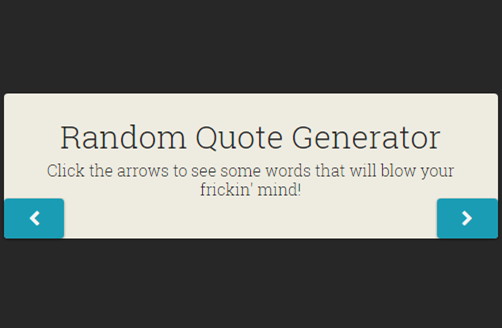 Random Quote Generator
Click the arrows to see some words that will blow your
frickin' mind!